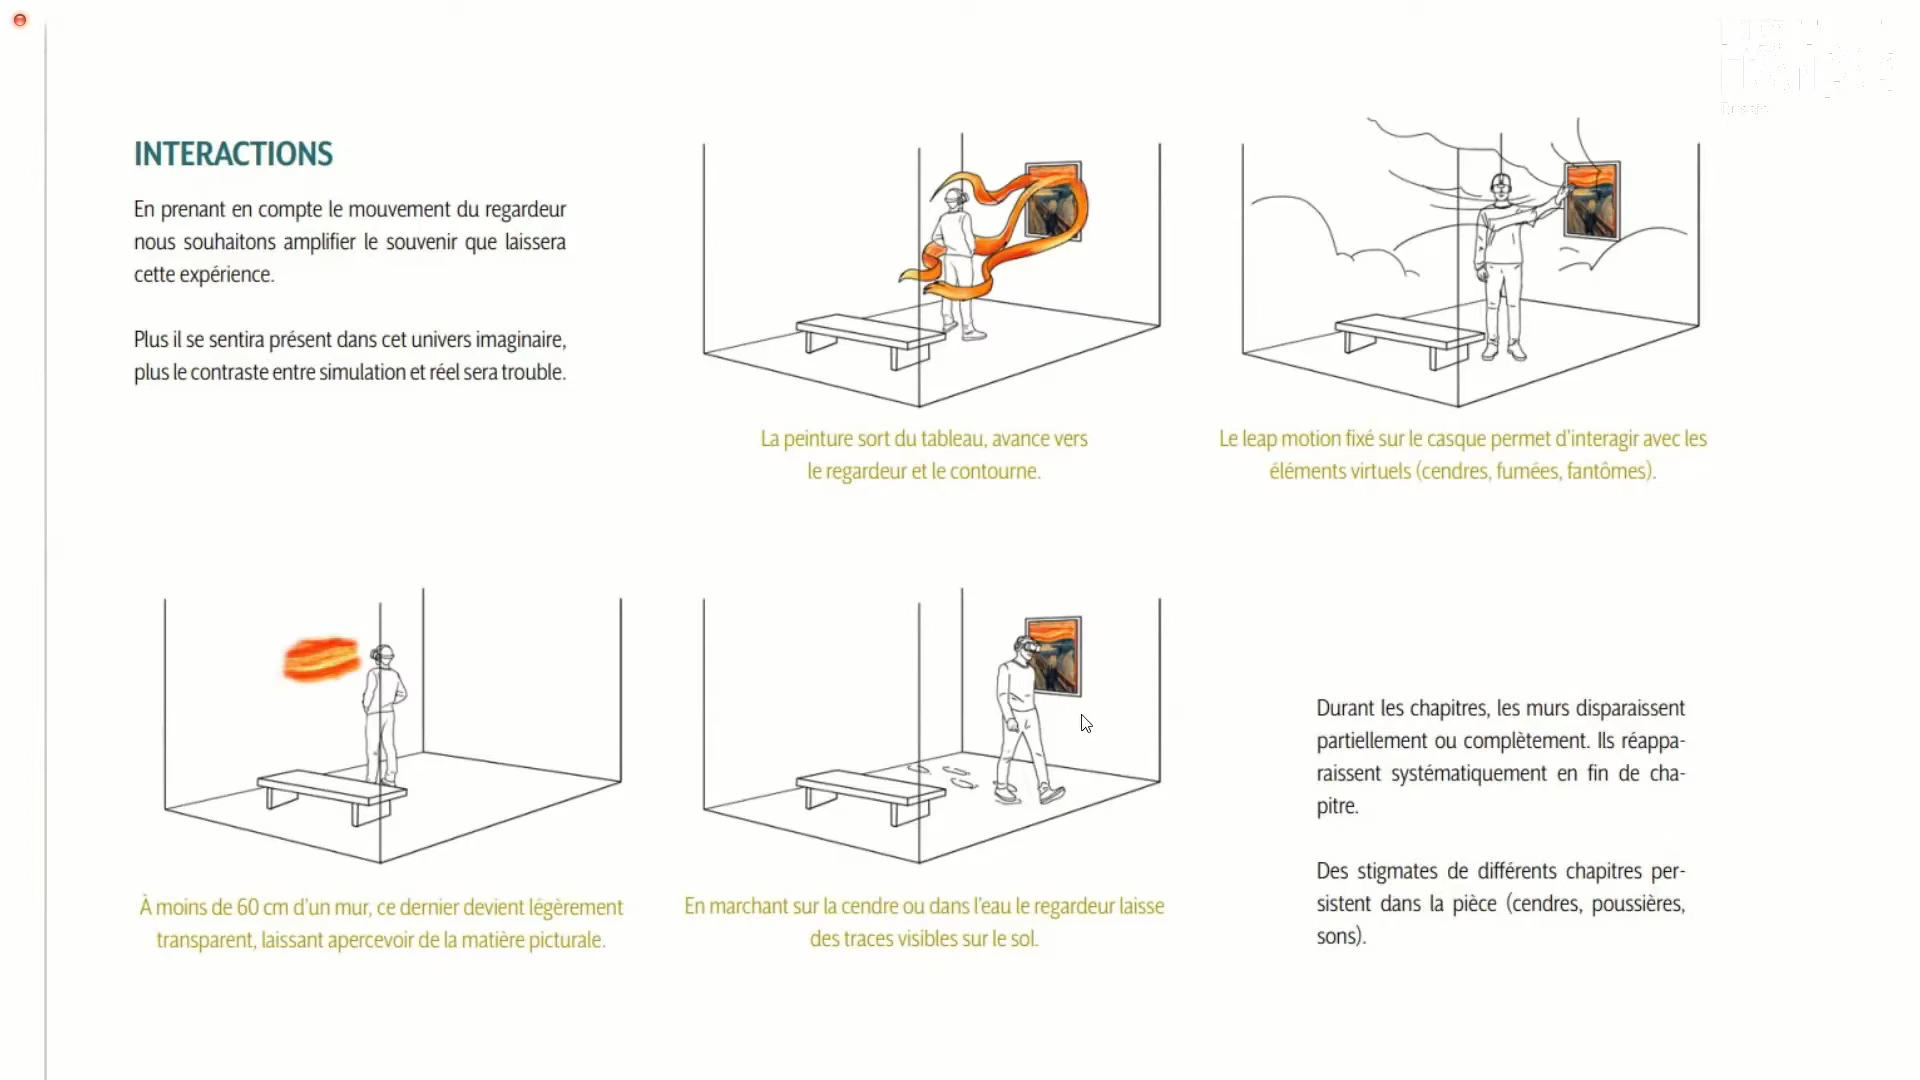 INTERACTIONS
En prenant en compte le mouvement du regardeur
nous souhaitons amplifier le souvenir que laissera
cette expérience.
Plus il se sentira présent dans cet univers imaginaire,
plus le contraste entre simulation et réel sera trouble.
La peinture sort du tableau, avance vers
le regardeur et le contourne.
Le leap motion fixé sur le casque permet d'interagir avec les
éléments virtuels (cendres, fumées, fantômes).
À moins de 60 cm d'un mur, ce dernier devient légèrement
transparent, laissant apercevoir de la matière picturale.
En marchant sur la cendre ou dans l'eau le regardeur laisse
des traces visibles sur le sol.
Durant les chapitres, les murs disparaissent
partiellement ou complètement. Ils réappa-
raissent systématiquement en fin de cha-
pitre.
Des stigmates de différents chapitres per-
sistent dans la pièce (cendres, poussières,
sons).